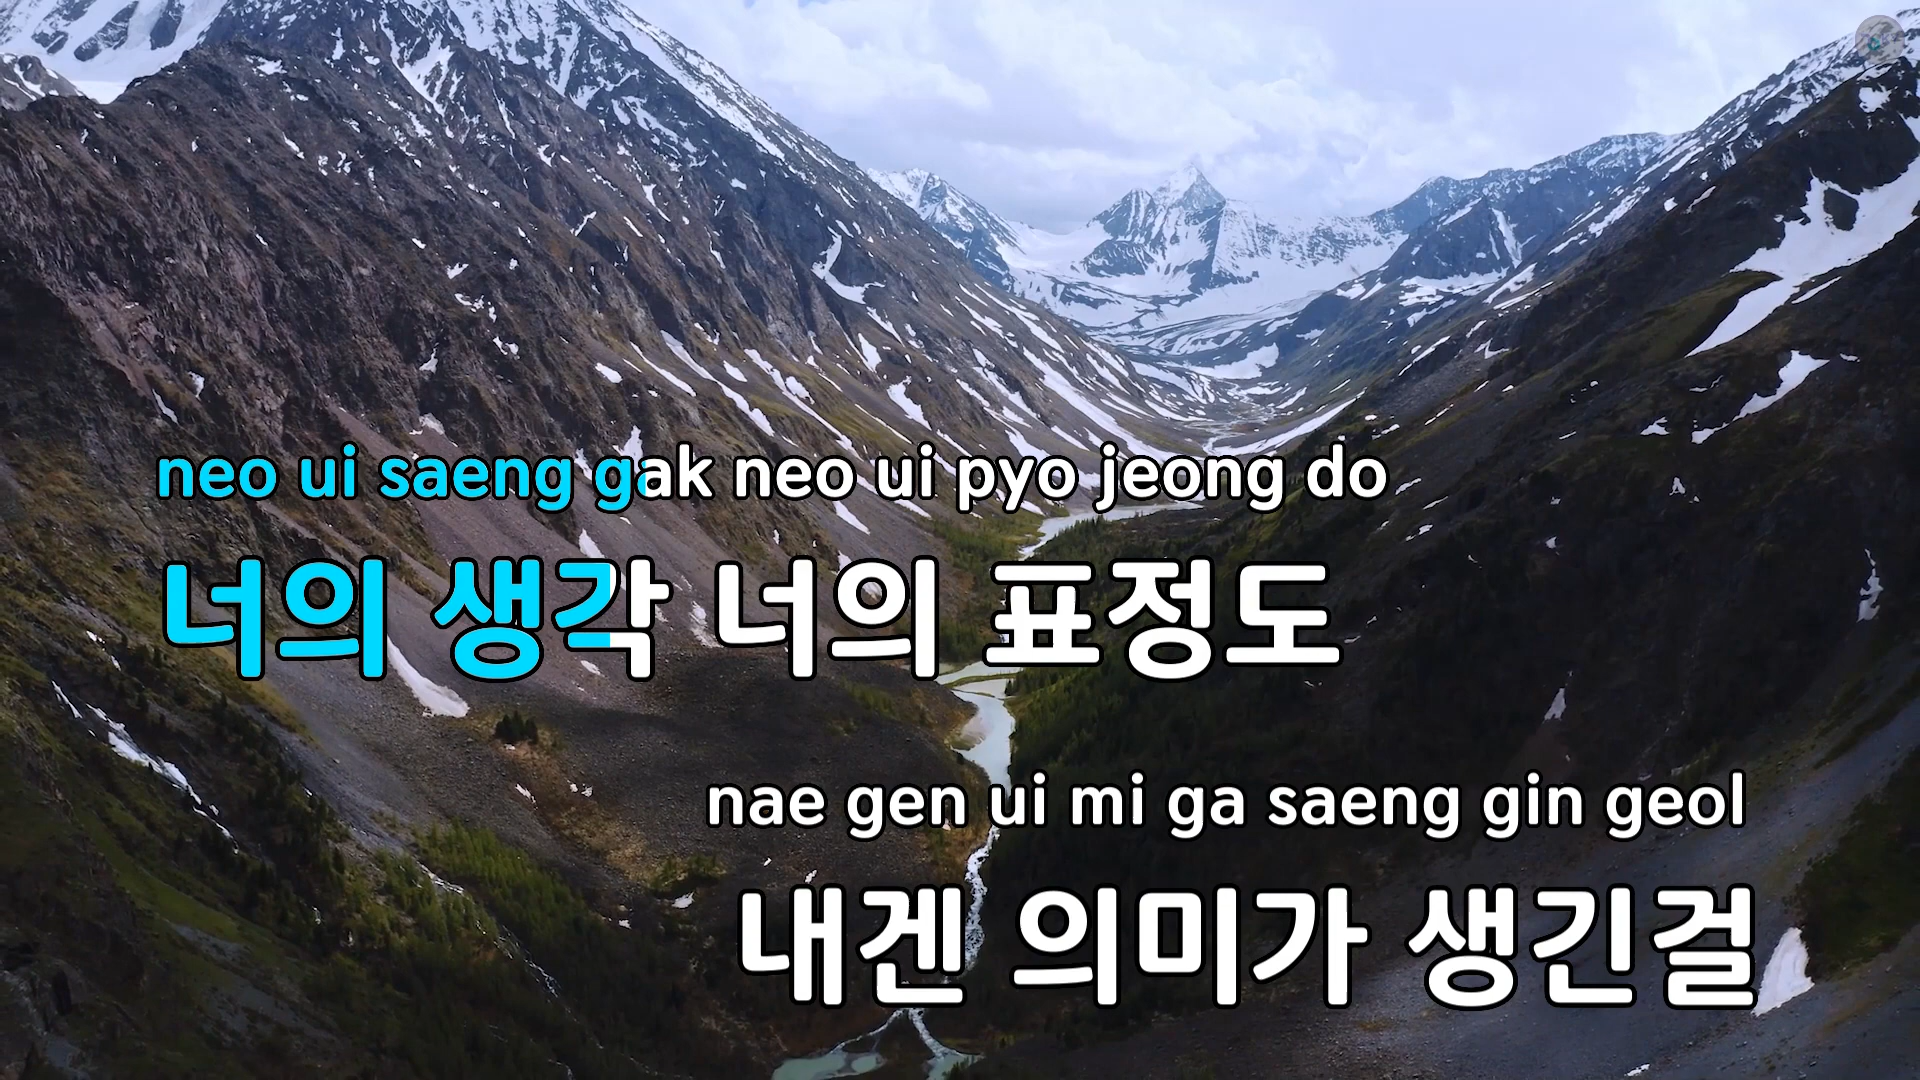 neo ui saeng gak neo ui pyo jeong do
너의 생각 너의 표정도
nae gen ui mi ga saeng gin geol
내겐 의미가 생긴걸